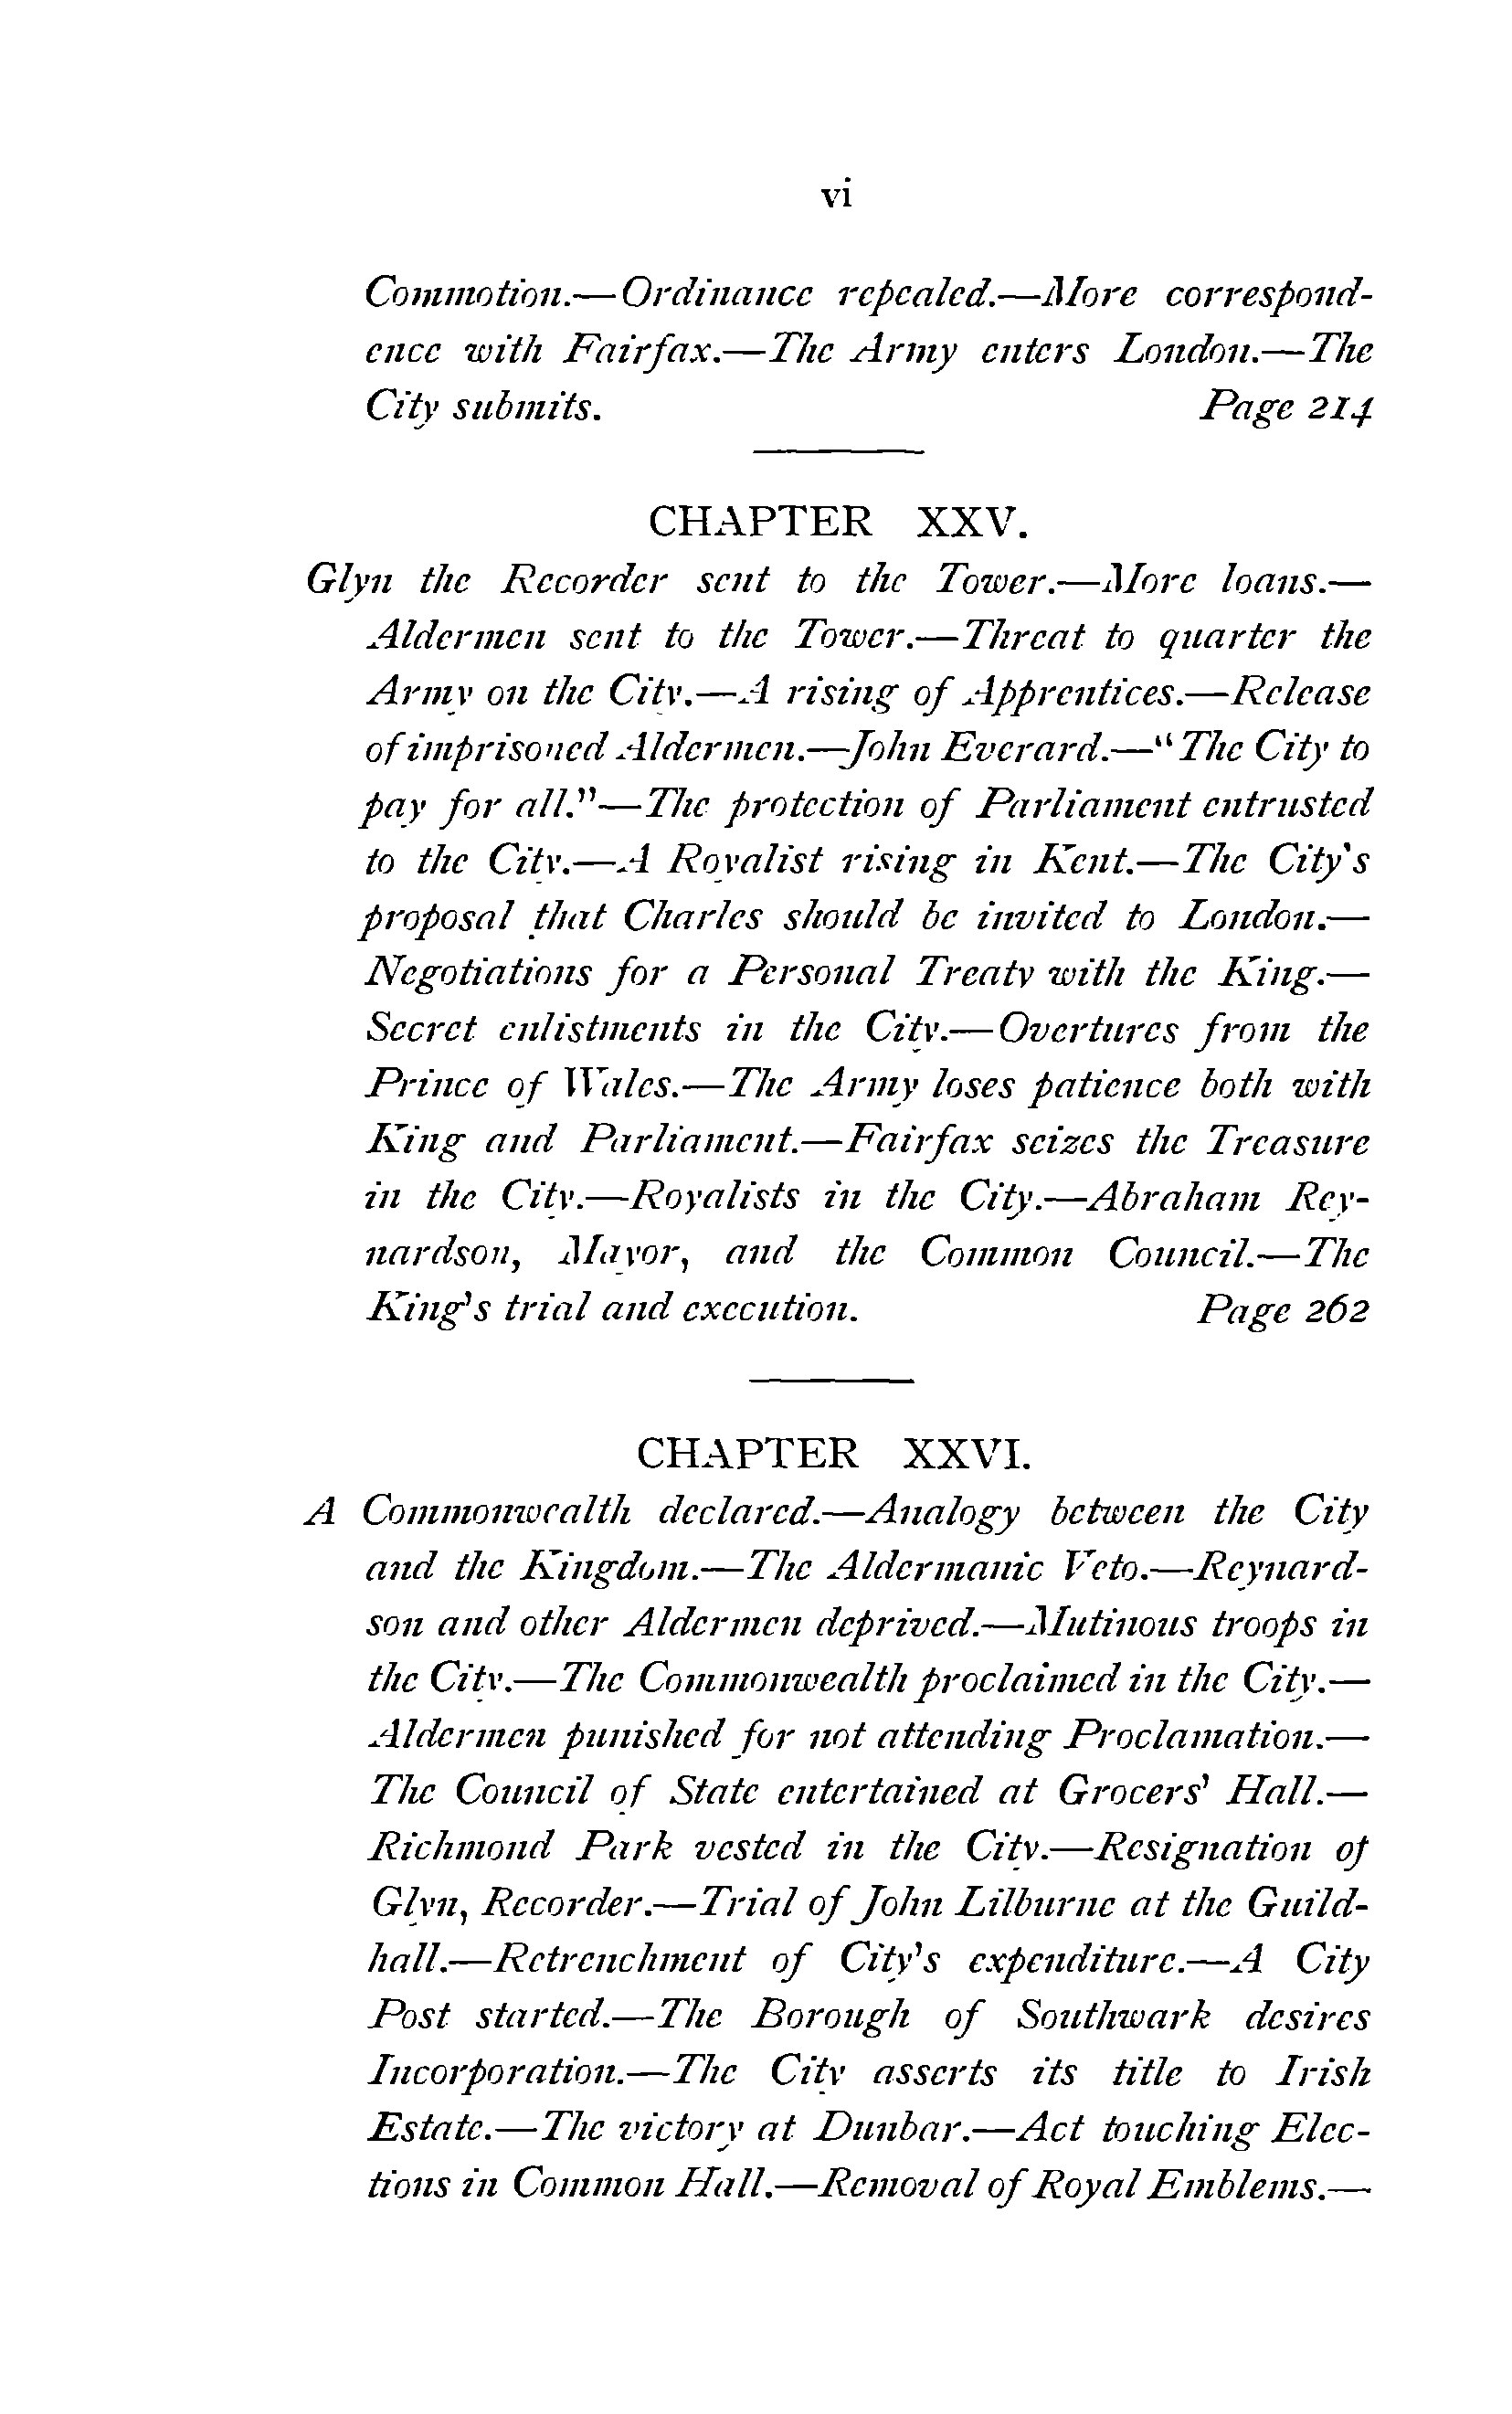 vi
Commotion.—Ordinance repealed.—More correspond-
ence with Fairfax.—The Army enters London.—The
City submits. Page 214
CHAPTER XXV.
Glyn the Recorder sent to the Tower.—More loans.—
Aldermen sent to the Tower.—Threat to quarter the
Army on the City.—A rising of Apprentices.—Release
of imprisoned Aldermen.—John Everard.—"The City to
pay for all."—The protection of Parliament entrusted
to the City.—A Royalist rising in Kent.—The City's
proposal that Charles should be invited to London.—
Negotiations for a Personal Treaty with the King.—
Secret enlistments in the City.—Overtures from the
Prince of Wales.—The Army loses patience both with
King and Parliament.—Fairfax seizes the Treasure
in the City.—Royalists in the City.—Abraham Rey-
nardson, Mayor, and the Common Council.—The
King's trial and execution. Page 262
CHAPTER XXVI.
A Commonwealth declared.—Analogy between the City
and the Kingdom.—The Aldermanic Veto.—Reynard-
son and other Aldermen deprived.—Mutinous troops in
the City.—The Commonwealth proclaimed in the City.—
Aldermen punished for not attending Proclamation.—
The Council of State entertained at Grocers' Hall.—
Richmond Park vested in the City.—Resignation of
Glyn, Recorder.—Trial of John Lilburne at the Guild-
hall.—Retrenchment of City's expenditure.—A City
Post started.—The Borough of Southwark desires
Incorporation.—The City asserts its title to Irish
Estate.—The victory at Dunbar.—Act touching Elec-
tions in Common Hall.—Removal of Royal Emblems.—